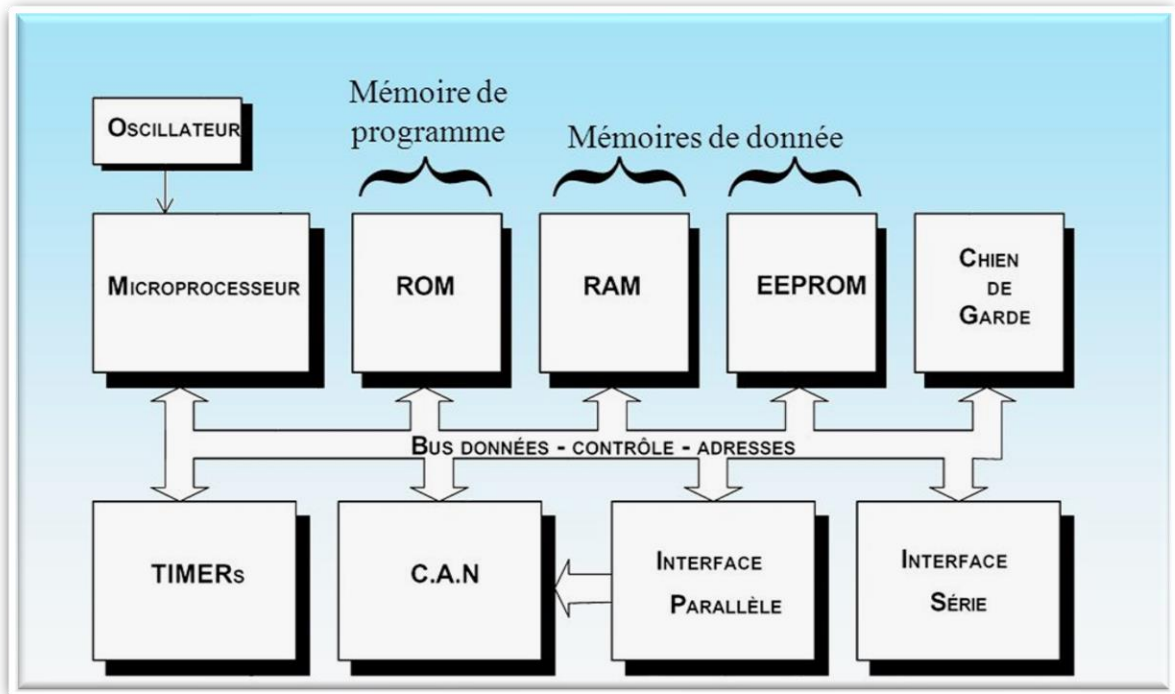 Mémoire de
programme
Mémoires de donnée
OSCILLATEUR
MICROPROCESSEUR
ROM
RAM
EEPROM
CHIEN
DE
GARDE
BUS DONNÉES - CONTRÔLE - ADRESSES
TIMERS
C.A.N
INTERFACE
PARALLÈLE
INTERFACE
SÉRIE